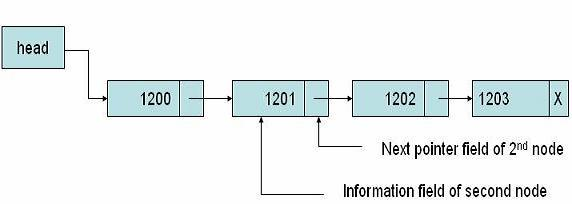 head
1200 1201 1202 1203 X
Next pointer field of 2nd node
Information field of second node